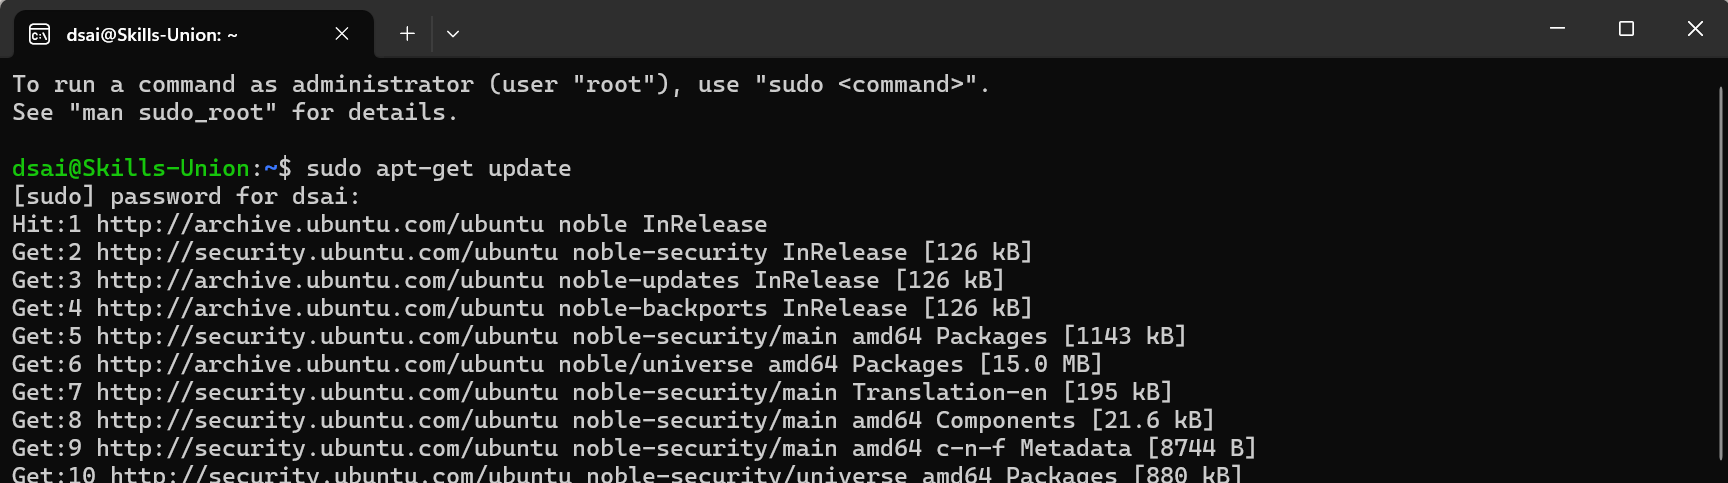 dsai@Skills-Union: ~
To run a command as administrator (user "root"), use "sudo <command>".
See "man sudo_root" for details.
dsai@Skills-Union:~$ sudo apt-get update
[sudo] password for dsai:
Hit:1 http://archive.ubuntu.com/ubuntu noble InRelease
Get:2 http://security.ubuntu.com/ubuntu noble-security InRelease [126 kB]
Get:3 http://archive.ubuntu.com/ubuntu noble-updates InRelease [126 kB]
Get:4 http://archive.ubuntu.com/ubuntu noble-backports InRelease [126 kB]
Get:5 http://security.ubuntu.com/ubuntu noble-security/main amd64 Packages [1143 kB]
Get:6 http://archive.ubuntu.com/ubuntu noble/universe amd64 Packages [15.0 MB]
Get:7 http://security.ubuntu.com/ubuntu noble-security/main Translation-en [195 kB]
Get:8 http://security.ubuntu.com/ubuntu noble-security/main amd64 Components [21.6 kB]
Get:9 http://security.ubuntu.com/ubuntu noble-security/main amd64 c-n-f Metadata [8744 B]
Get:10 http://security.ubuntu.com/ubuntu noble-security/universe amd64 Packages [880 kB]